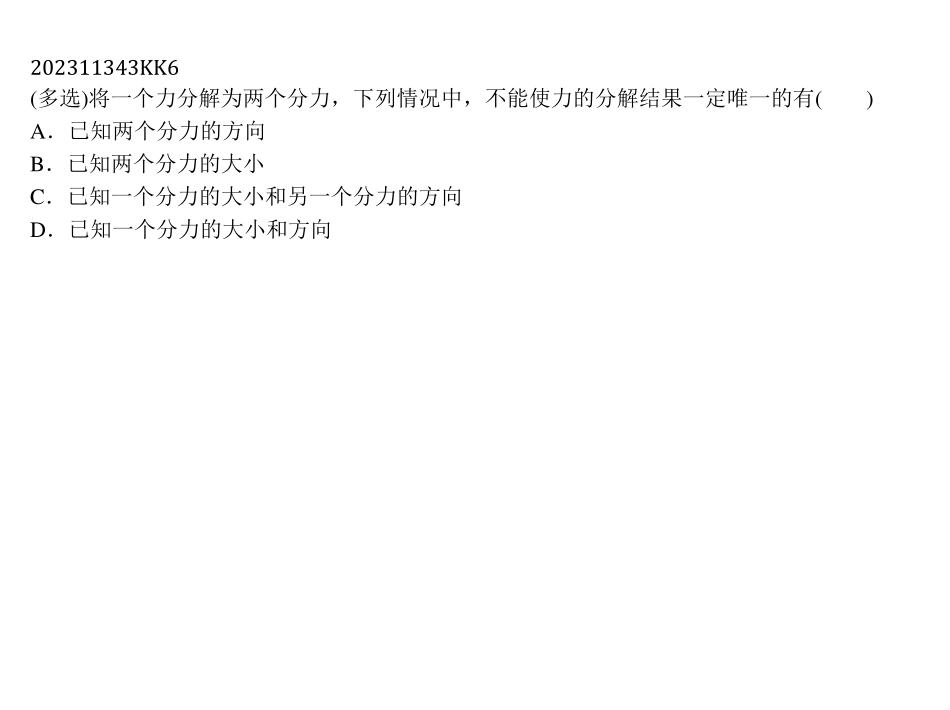 202311343KK6
(多选)将一个力分解为两个分力，下列情况中，不能使力的分解结果一定唯一的有(　　)
A．已知两个分力的方向
B．已知两个分力的大小
C．已知一个分力的大小和另一个分力的方向
D．已知一个分力的大小和方向